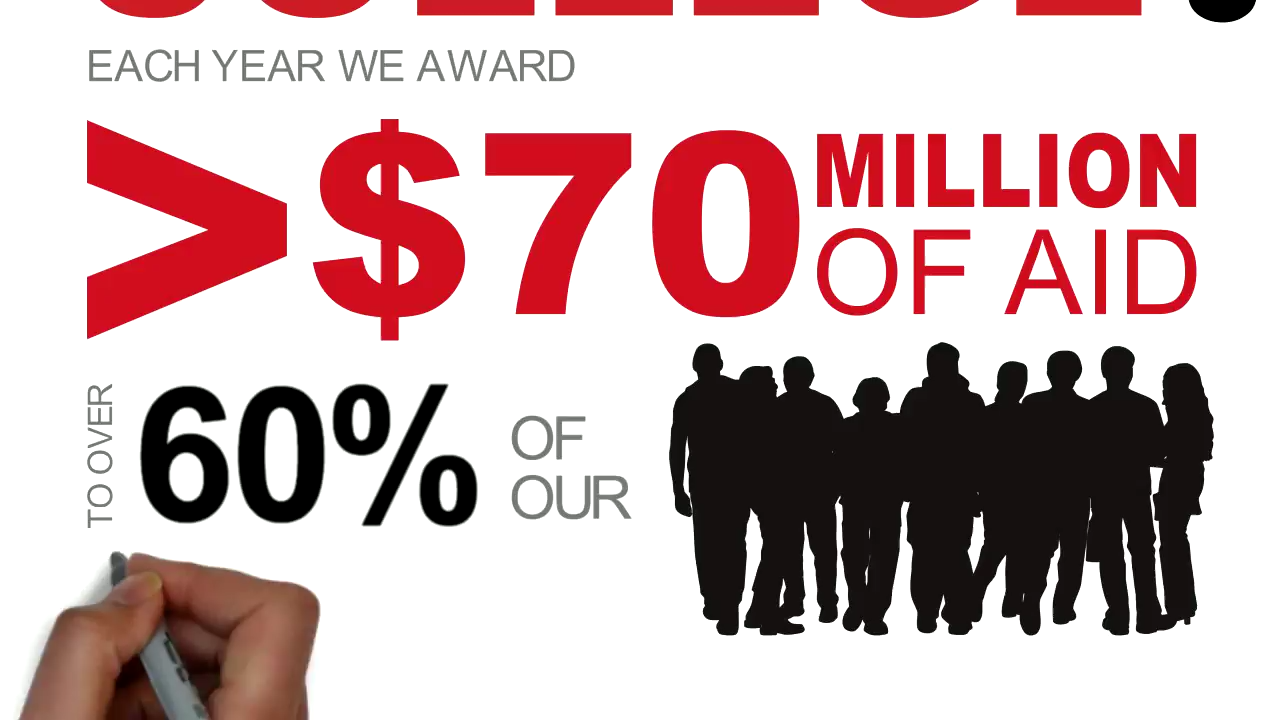 EACH YEAR WE AWARD
>$70 MILLION
OF AID
TO OVER
60%
OF
OUR